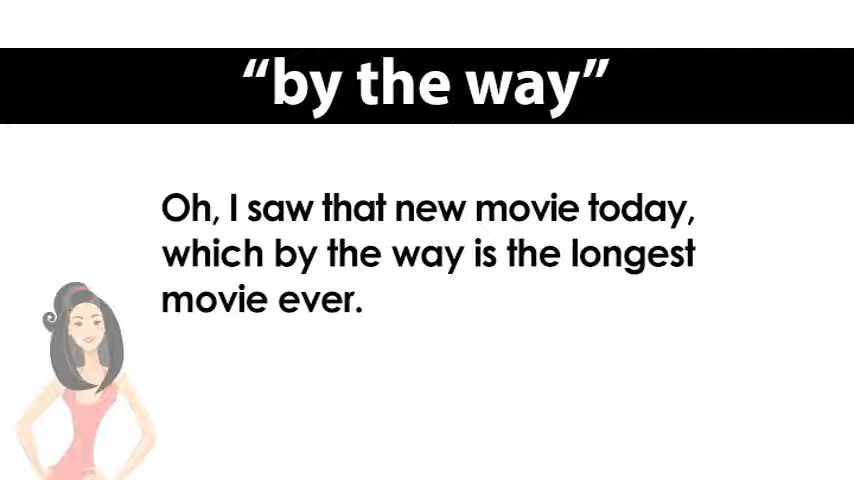 “by the way”
Oh, I saw that new movie today,
which by the way is the longest
movie ever.